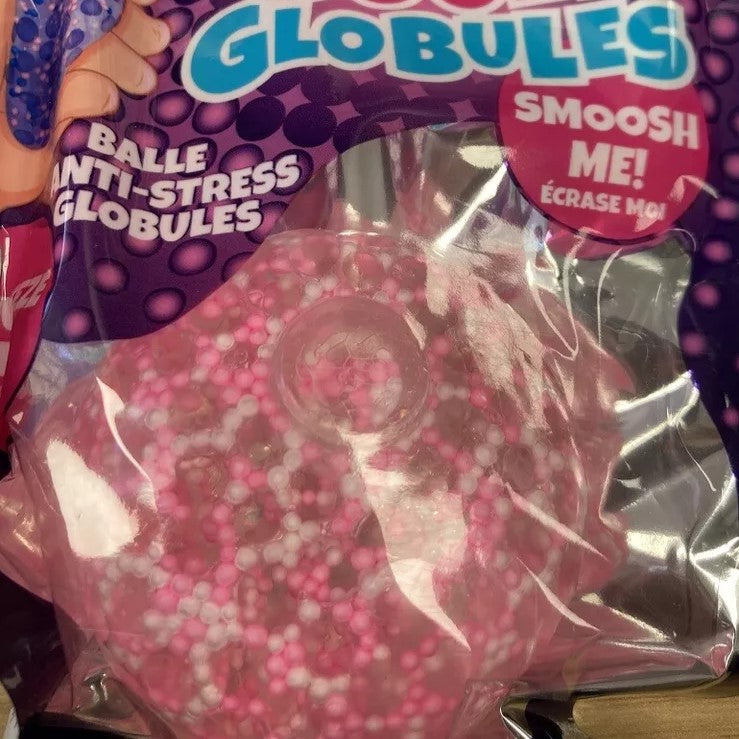 GLOBULES
SMOOSH
ME!
ÉCRASE MOI
BALLE
ANTI-STRESS
GLOBULES